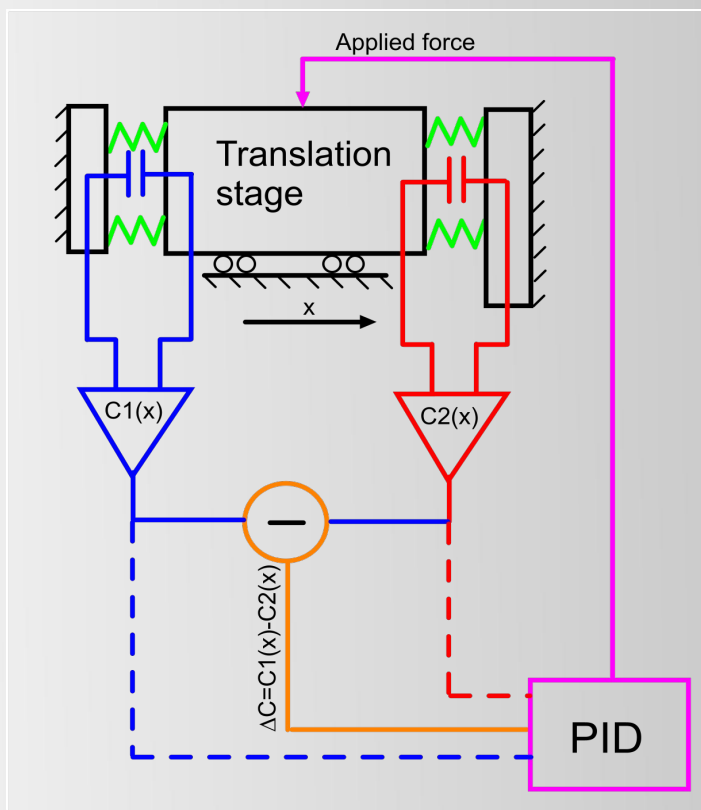 Applied force
Translation
stage
x
C1(x)
C2(x)
ΔC=C1(x)-C2(x)
PID